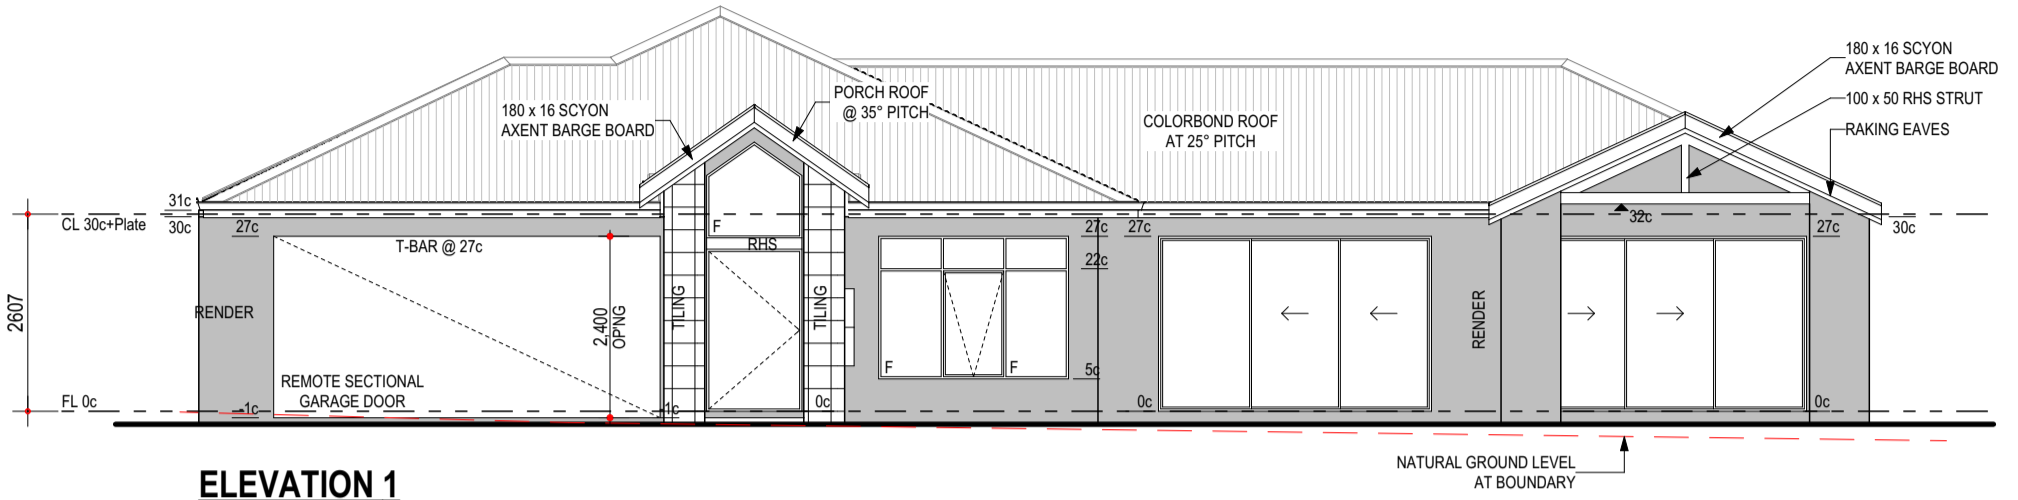 180 x 16 SCYON
AXENT BARGE BOARD
PORCH ROOF
@ 35° PITCH
COLORBOND ROOF
AT 25° PITCH
180 x 16 SCYON
AXENT BARGE BOARD
100 x 50 RHS STRUT
RAKING EAVES
31c
CL 30c+Plate
30c
27c
T-BAR @ 27c
F
RHS
27c
27c
32c
27c
30c
22c
2607
RENDER
2,400
OP'NG
TILING
TILING
RENDER
REMOTE SECTIONAL
GARAGE DOOR
F
F
5c
FL 0c
-1c
-1c
0c
0c
0c
NATURAL GROUND LEVEL
AT BOUNDARY
ELEVATION 1